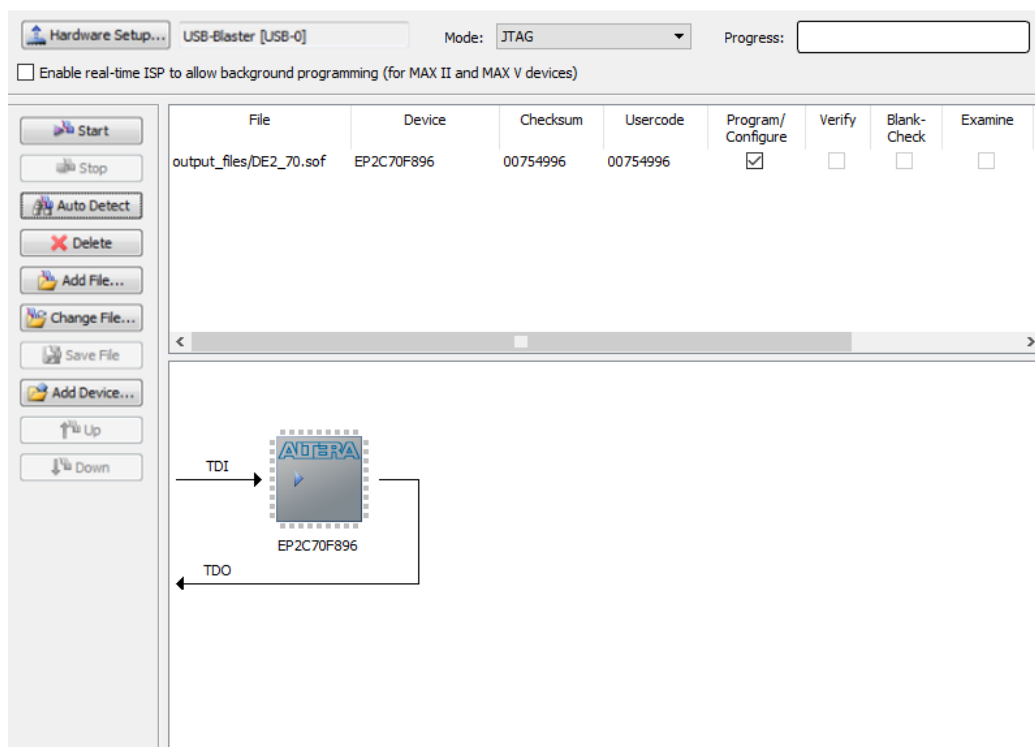 Hardware Setup... USB-Blaster [USB-0] Mode: JTAG Progress:
Enable real-time ISP to allow background programming (for MAX II and MAX V devices)
Start
Stop
Auto Detect
Delete
Add File...
Change File...
Save File
Add Device...
Up
Down
File Device Checksum Usercode Program/ Verify Blank- Examine
Configure Check
output_files/DE2_70.sof EP2C70F896 00754996 00754996
ALTERA
TDI
EP2C70F896
TDO